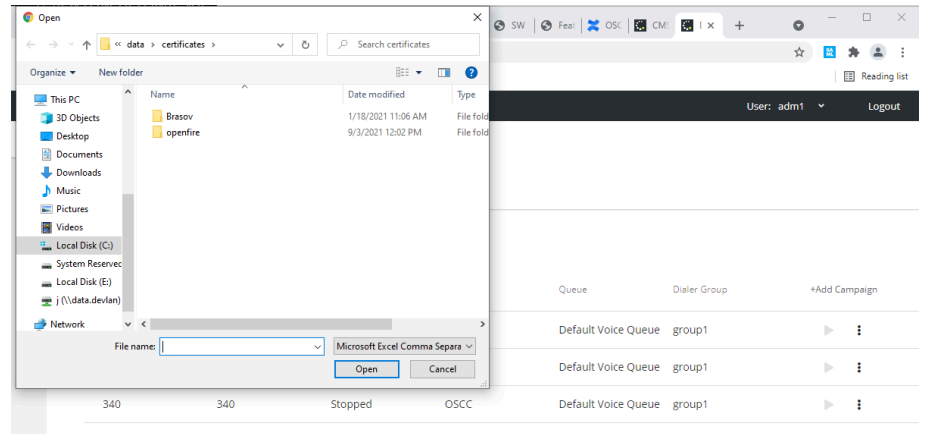 Open
« data › certificates ›
Search certificates
Organize
New folder
?
This PC
3D Objects
Desktop
Documents
Downloads
Music
Pictures
Videos
Local Disk (C:)
System Reserved
Local Disk (E:)
j (\\data.devlan)
Network
Name Date modified Type
Brasov 1/18/2021 11:06 AM File fold
openfire 9/3/2021 12:02 PM File fold
File name:
Microsoft Excel Comma Separa
Open Cancel
SW Feat OSC CM I × +
Reading list
User: adm1 Logout
Queue Dialer Group +Add Campaign
Default Voice Queue group1
Default Voice Queue group1
340 340 Stopped OSCC Default Voice Queue group1